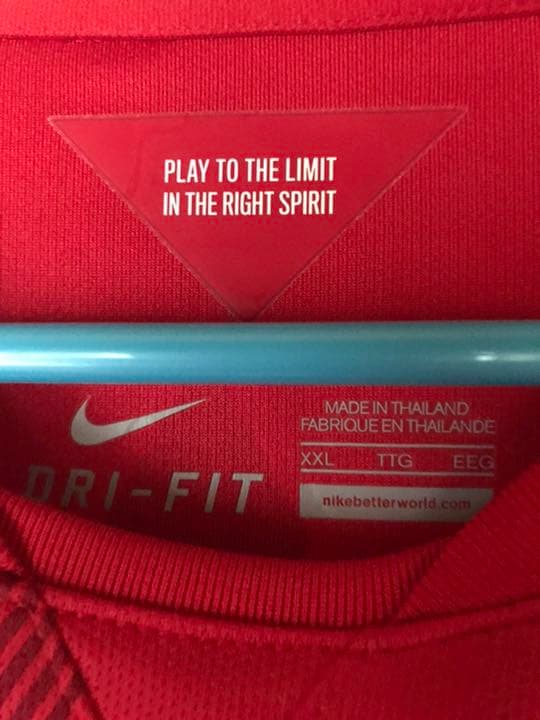 PLAY TO THE LIMIT
IN THE RIGHT SPIRIT
MADE IN THAILAND
FABRIQUE EN THAILANDE
XXL TTG EEG
DRI-FIT
nikebetterworld.com